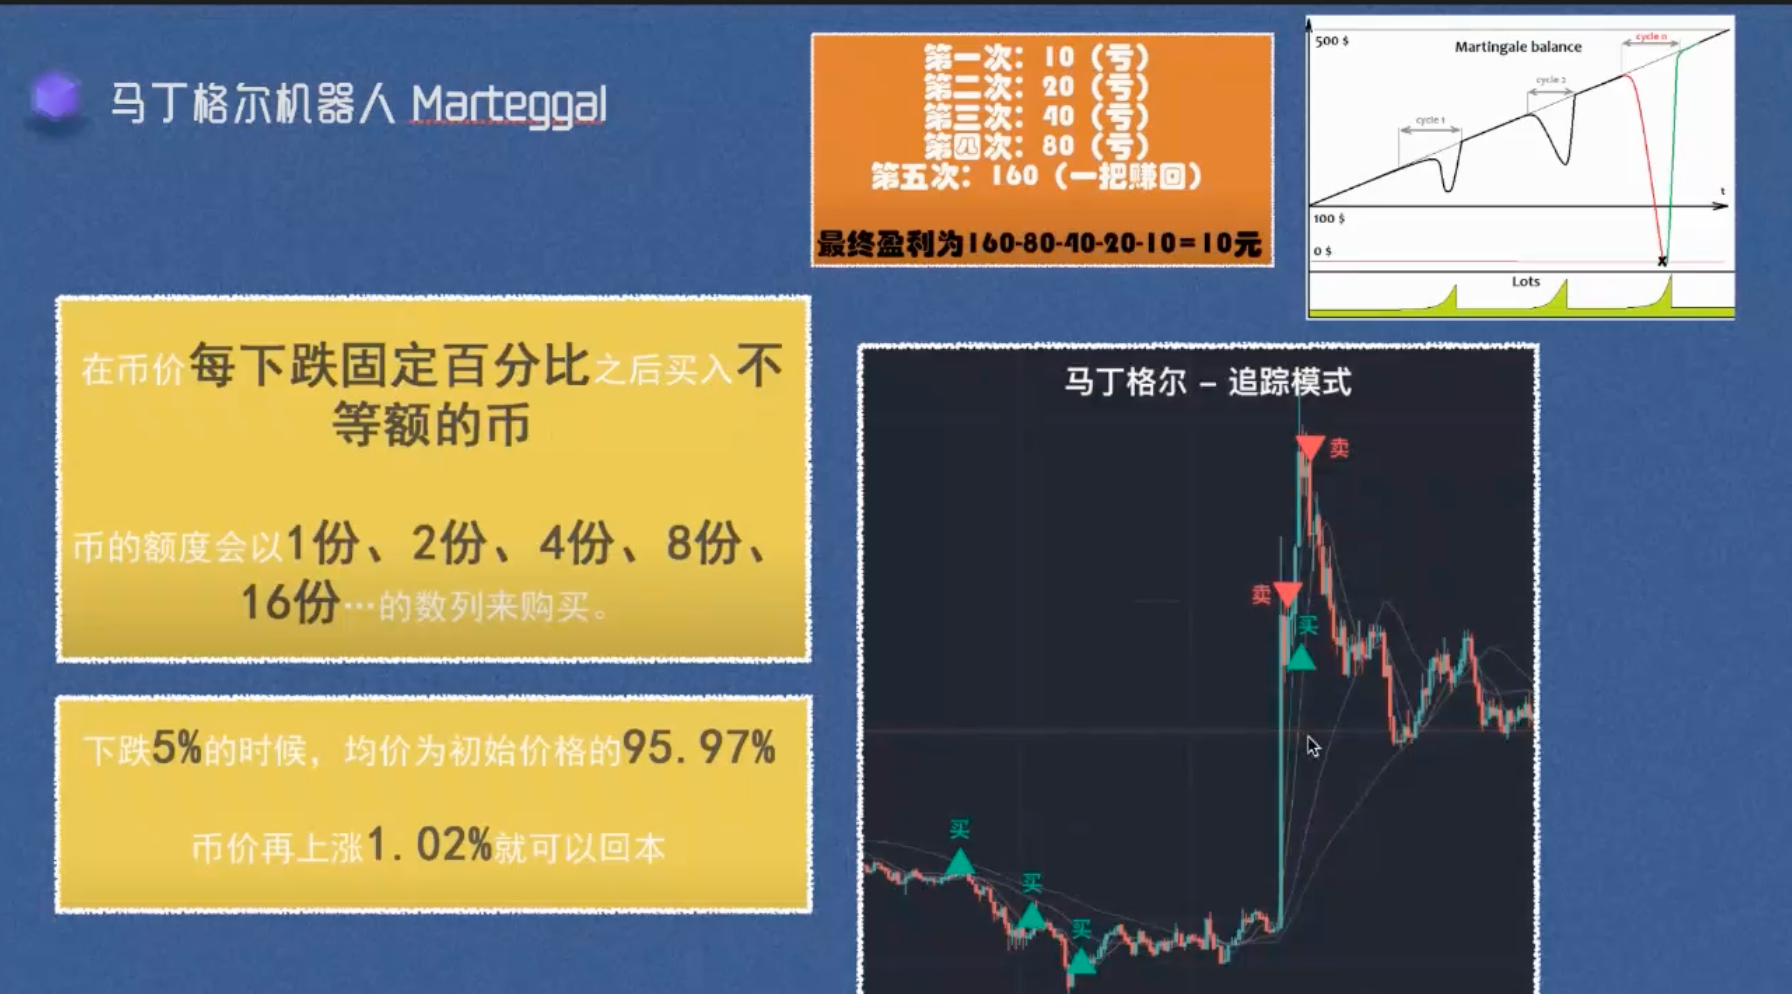 马丁格尔机器人 Marteggal
第一次：10（亏）
第二次：20（亏）
第三次：40（亏）
第四次：80（亏）
第五次：160（一把赚回）
最终盈利为160-80-40-20-10=10元
500 $
Martingale balance
cycle 1
cycle 2
cycle n
t
100 $
0 $
x
Lots
在币价每下跌固定百分比之后买入不
等额的币
币的额度会以1份、2份、4份、8份、
16份…的数列来购买。
下跌5%的时候，均价为初始价格的95.97%
币价再上涨1.02%就可以回本
马丁格尔 - 追踪模式
卖
卖
买
买
买
买